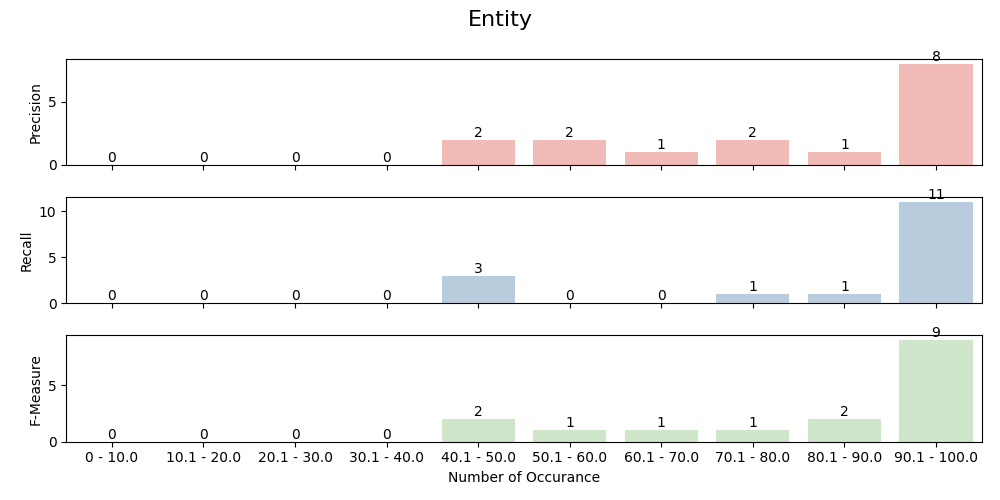 Entity
Precision
5
0
0 0 0 0 2 2 1 2 1 8
Recall
10
5
0
0 0 0 0 3 0 0 1 1 11
F-Measure
5
0
0 0 0 0 2 1 1 1 2 9
0 - 10.0 10.1 - 20.0 20.1 - 30.0 30.1 - 40.0 40.1 - 50.0 50.1 - 60.0 60.1 - 70.0 70.1 - 80.0 80.1 - 90.0 90.1 - 100.0
Number of Occurance